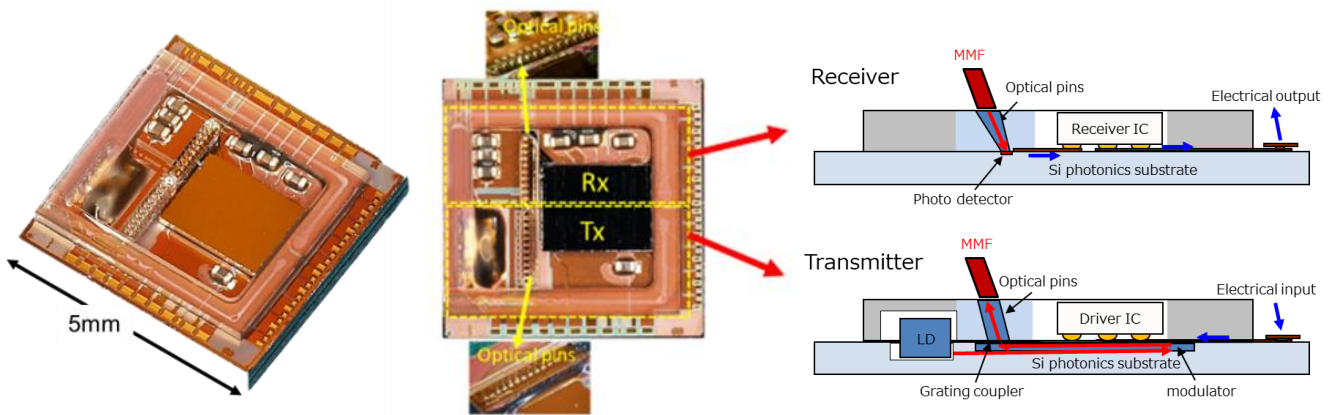 5mm
Optical pins
Rx
Tx
Optical pins
Receiver
MMF
Optical pins
Receiver IC
Electrical output
Si photonics substrate
Photo detector
Transmitter
MMF
Optical pins
Driver IC
Electrical input
LD
Si photonics substrate
Grating coupler
modulator